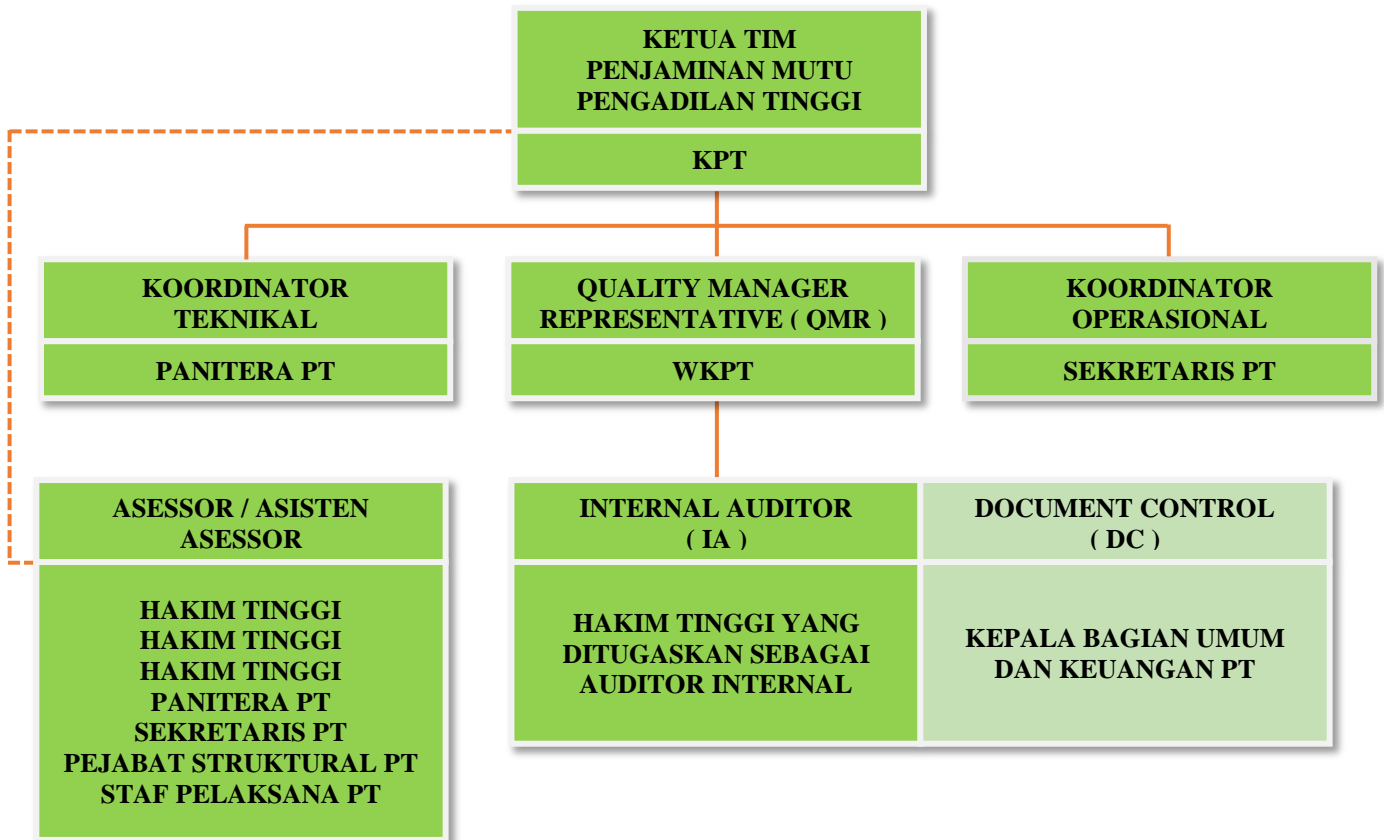 KETUA TIM
PENJAMINAN MUTU
PENGADILAN TINGGI
KPT
KOORDINATOR
TEKNIKAL
PANITERA PT
QUALITY MANAGER
REPRESENTATIVE ( QMR )
WKPT
KOORDINATOR
OPERASIONAL
SEKRETARIS PT
ASESSOR / ASISTEN
ASESSOR
HAKIM TINGGI
HAKIM TINGGI
HAKIM TINGGI
PANITERA PT
SEKRETARIS PT
PEJABAT STRUKTURAL PT
STAF PELAKSANA PT
INTERNAL AUDITOR
( IA )
HAKIM TINGGI YANG
DITUGASKAN SEBAGAI
AUDITOR INTERNAL
DOCUMENT CONTROL
( DC )
KEPALA BAGIAN UMUM
DAN KEUANGAN PT